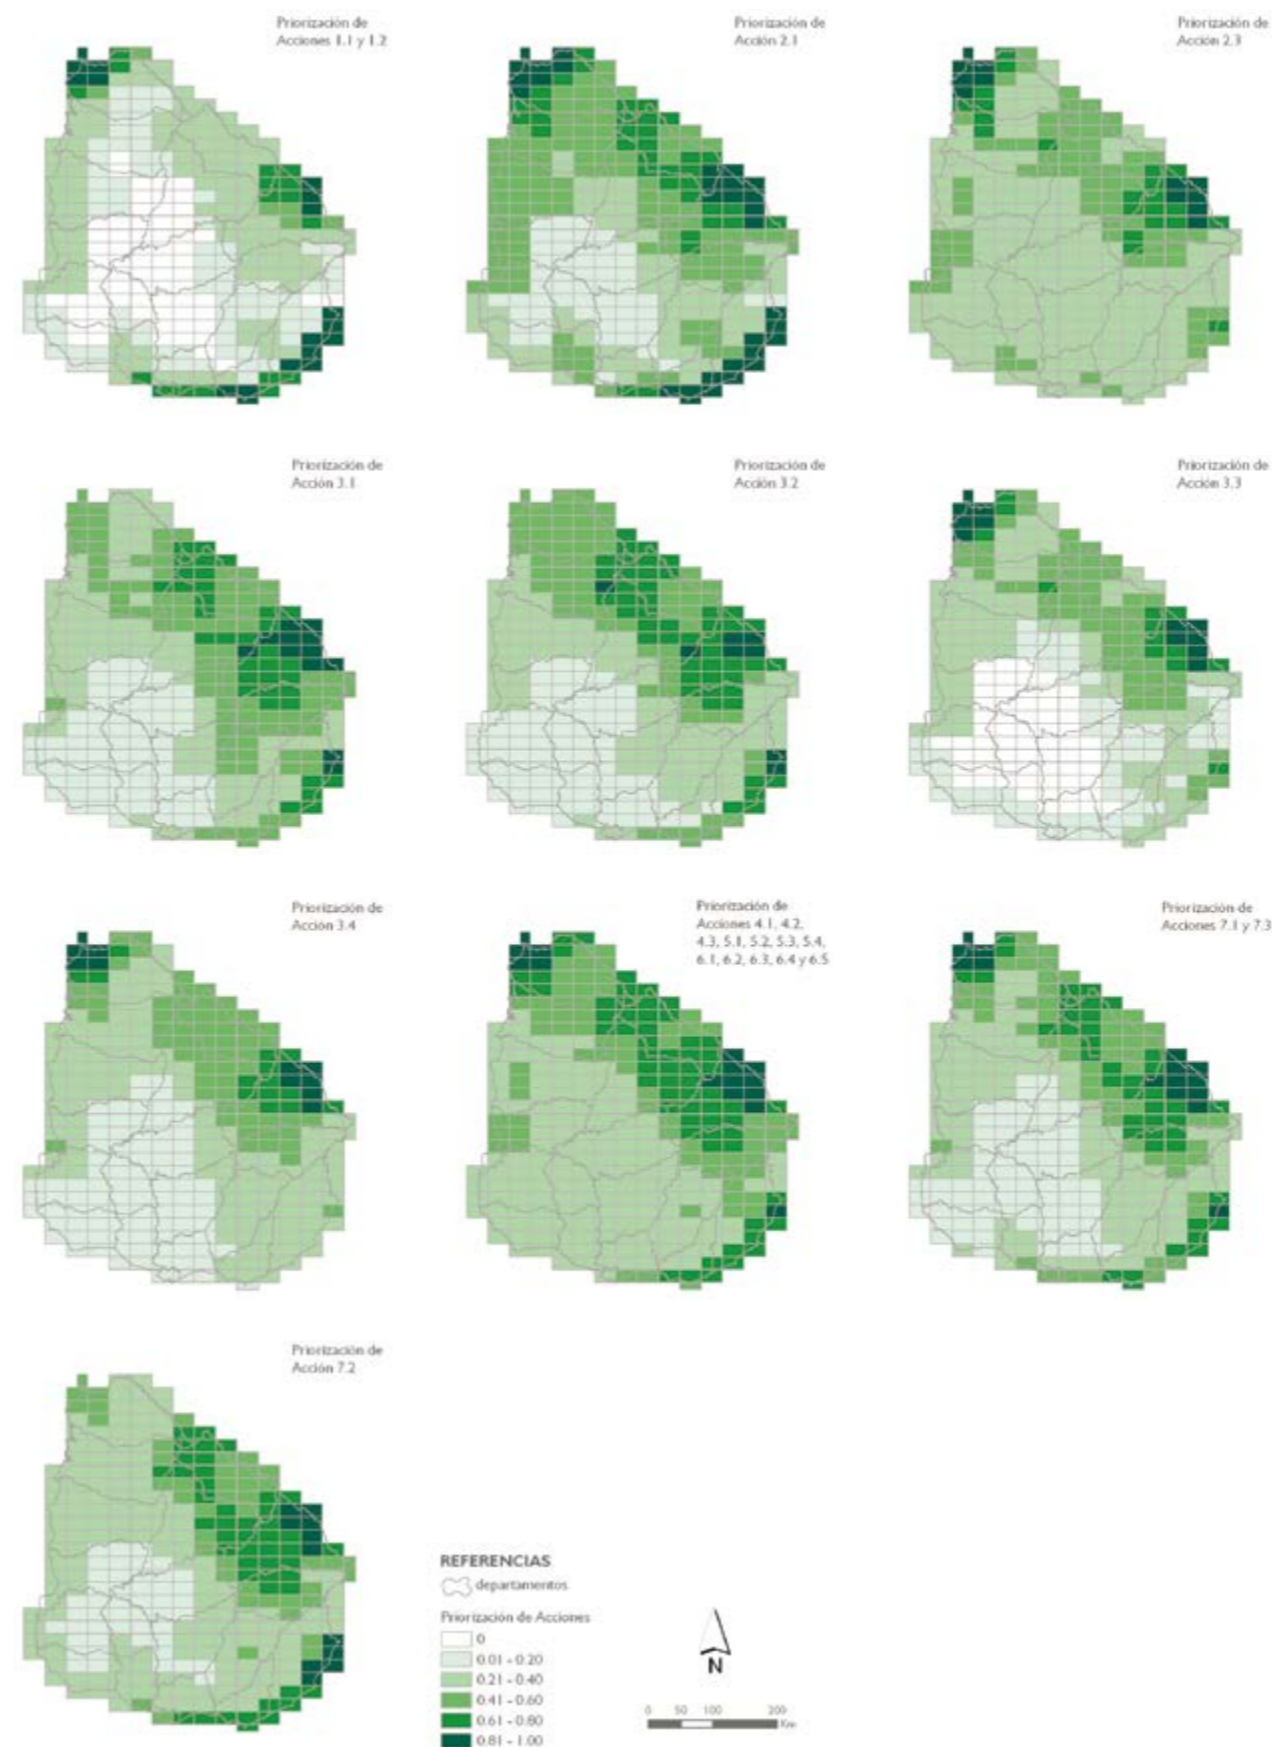 Priorización de
Acciones 1.1 y 1.2
Priorización de
Acción 2.1
Priorización de
Acción 2.3
Priorización de
Acción 3.1
Priorización de
Acción 3.2
Priorización de
Acción 3.3
Priorización de
Acción 3.4
Priorización de
Acciones 4.1, 4.2,
4.3, 5.1, 5.2, 5.3, 5.4,
6.1, 6.2, 6.3, 6.4 y 6.5
Priorización de
Acciones 7.1 y 7.3
Priorización de
Acción 7.2
REFERENCIAS
departamentos
Priorización de Acciones
0
0.01 - 0.20
0.21 - 0.40
0.41 - 0.60
0.61 - 0.80
0.81 - 1.00
N
0 50 100 200
Km